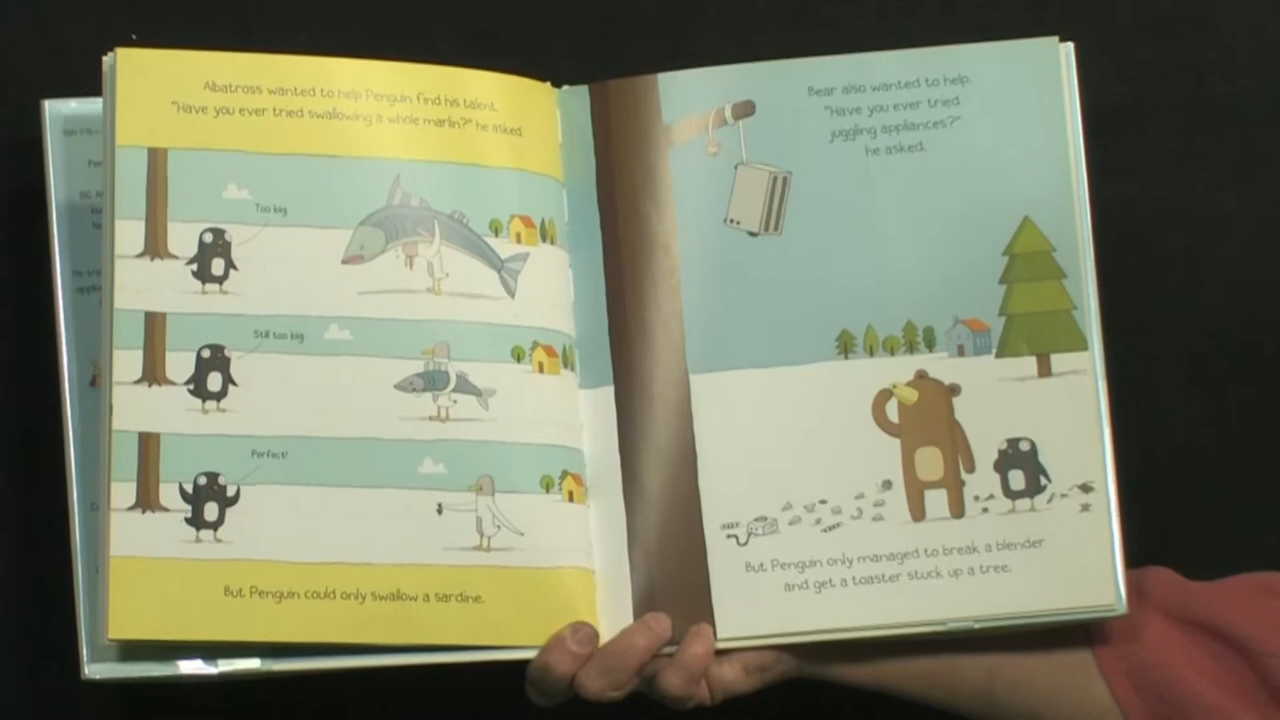 Albatross wanted to help Penguin find his talent.
"Have you ever tried swallowing a whole marlin?" he asked.
Too big
Still too big
Perfect!
But Penguin could only swallow a sardine.
Bear also wanted to help.
"Have you ever tried
juggling appliances?"
he asked.
But Penguin only managed to break a blender
and get a toaster stuck up a tree.